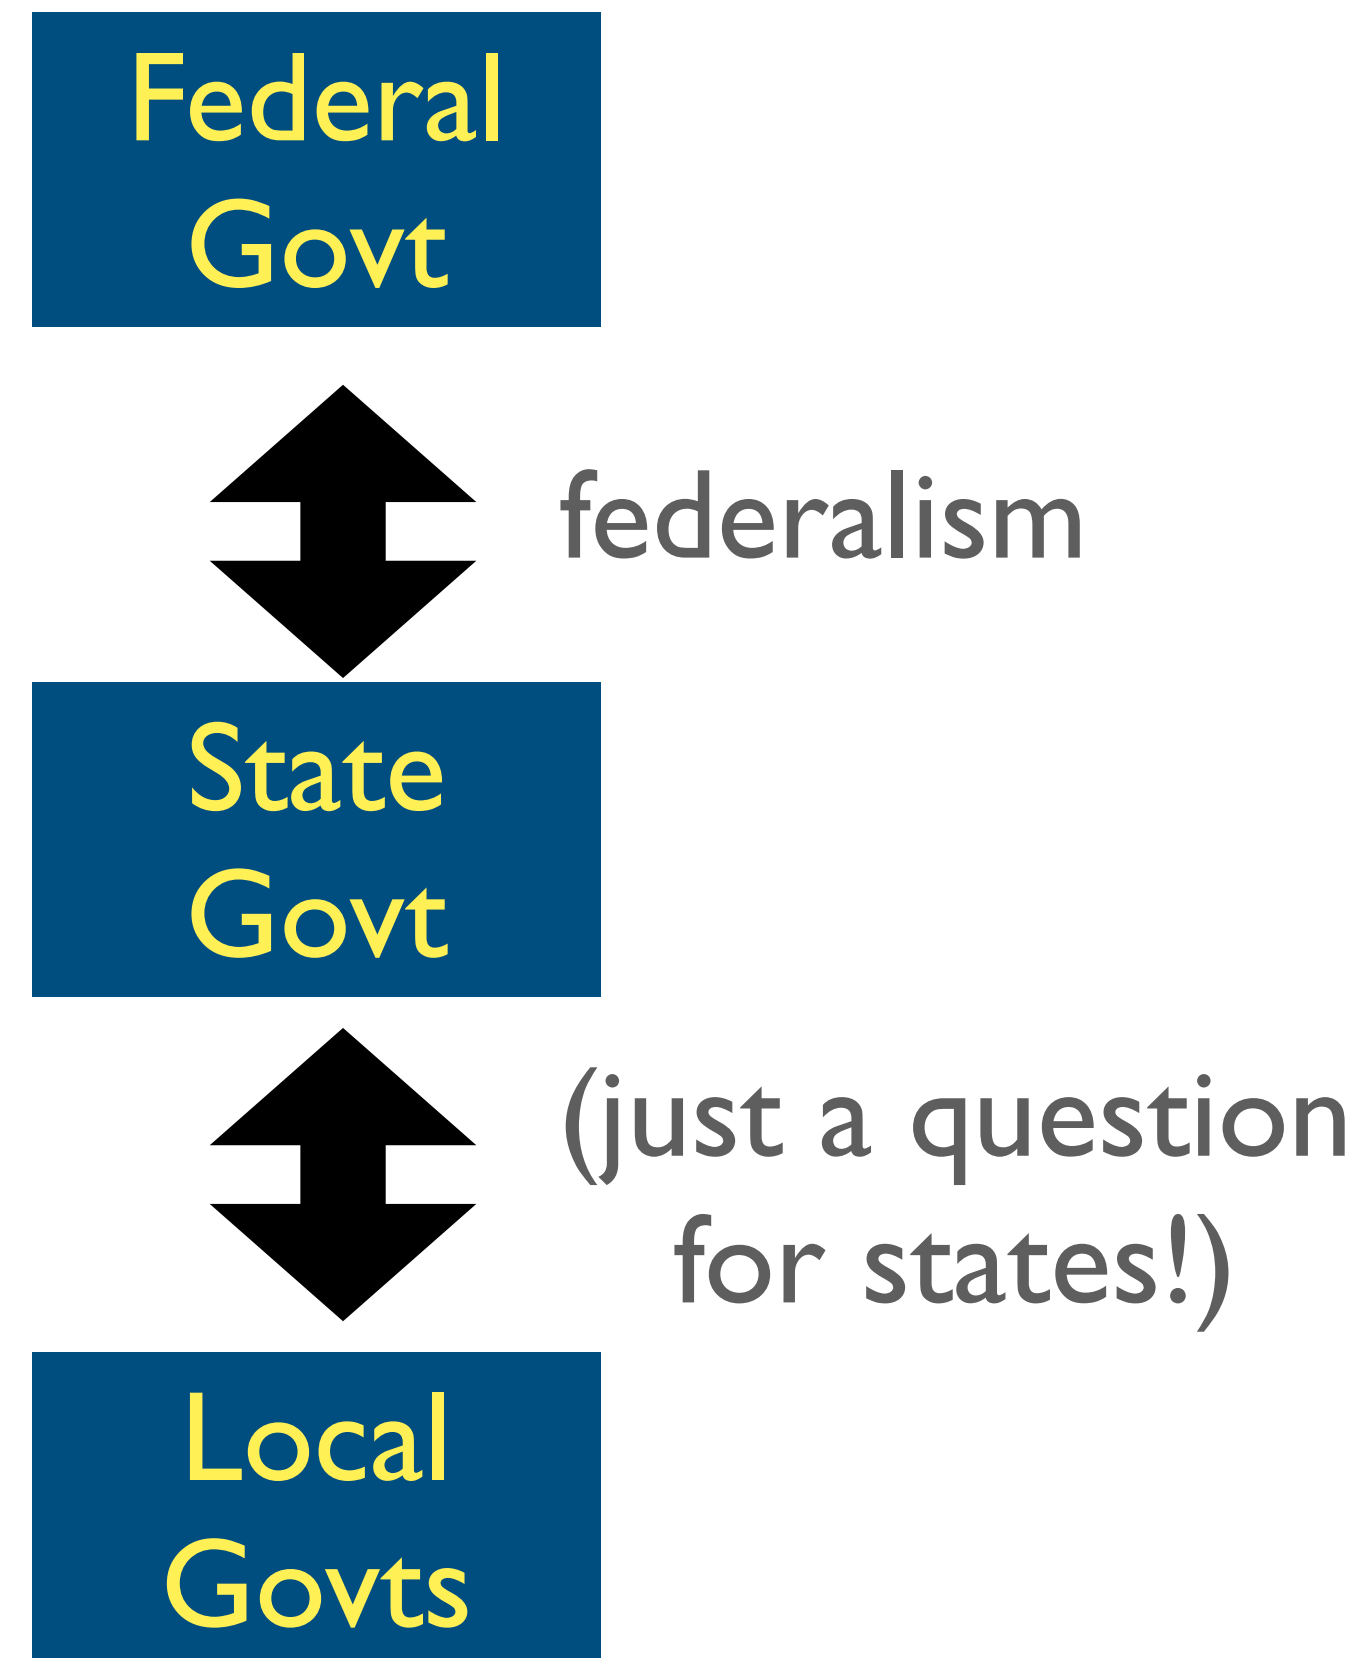 Federal
Govt
federalism
State
Govt
(just a question
for states!)
Local
Govts